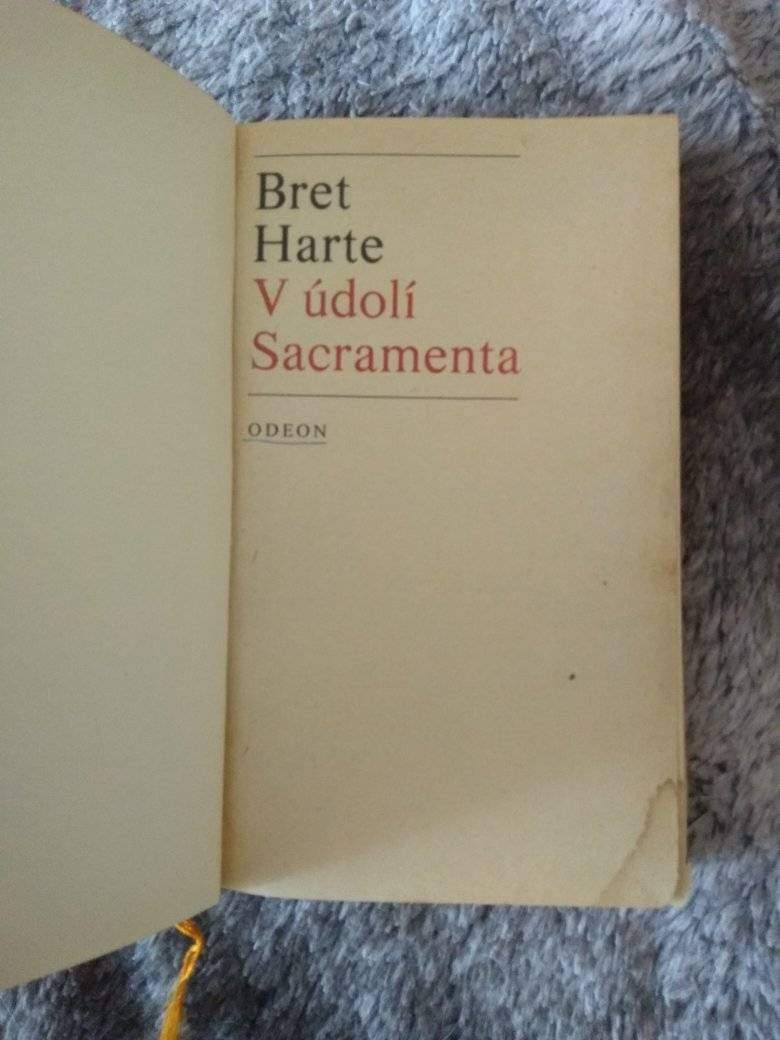 Bret
Harte
V údolí
Sacramenta
ODEON